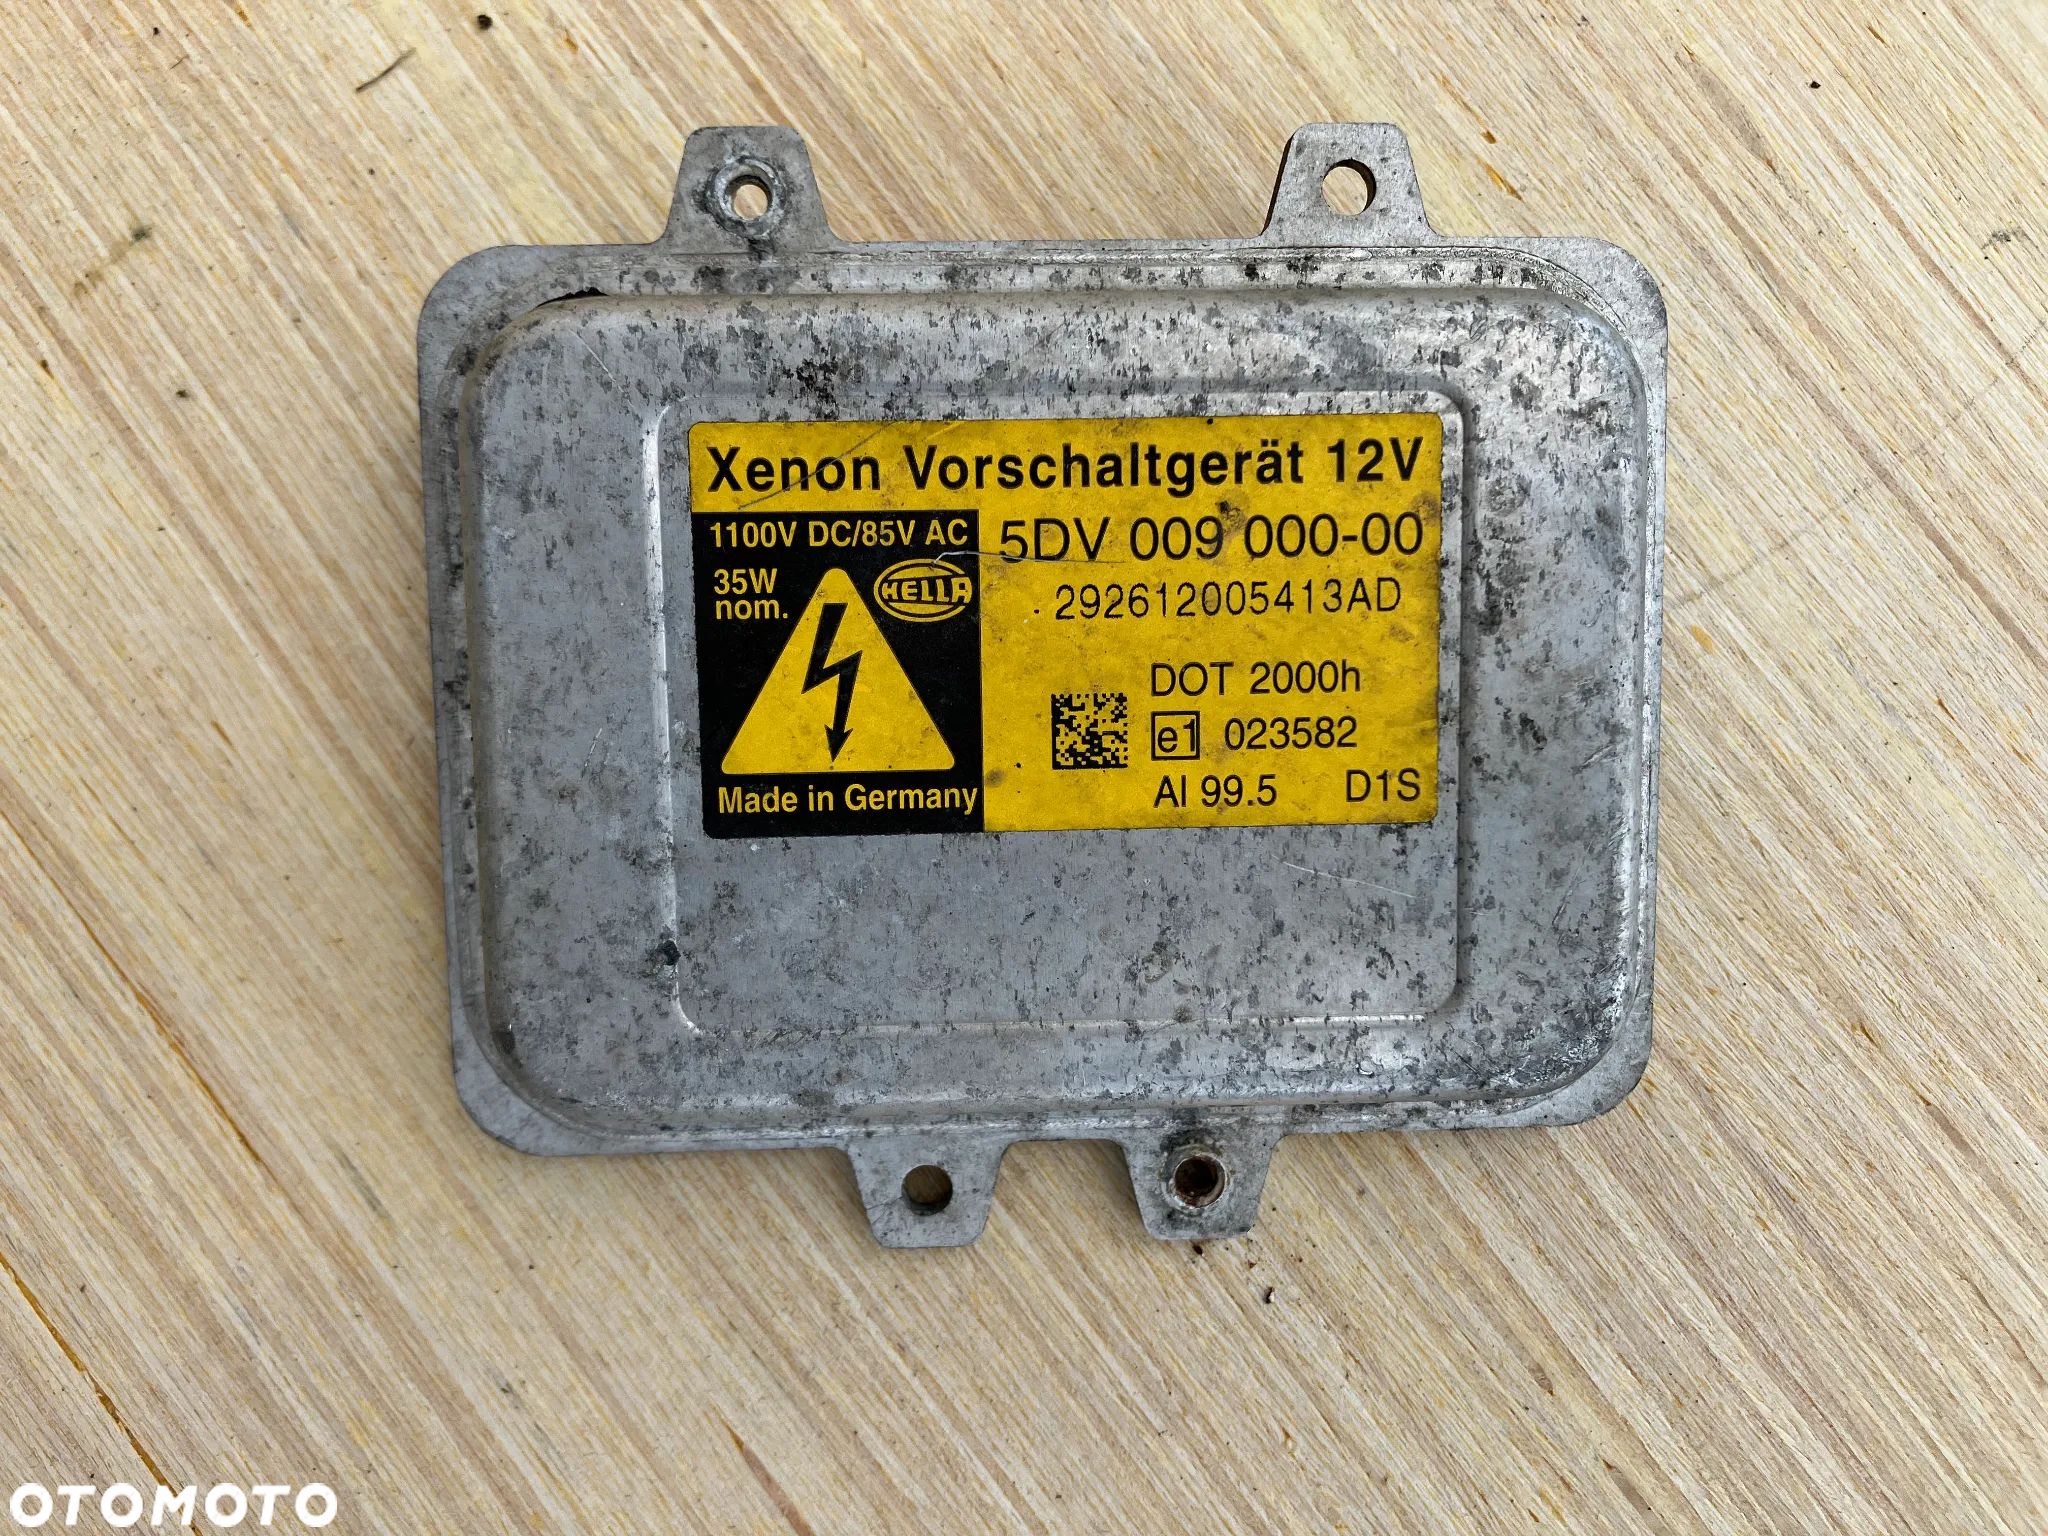 Xenon Vorschaltgerät 12V
1100V DC/85V AC
35W
nom.
HELLA
Made in Germany
5DV 009 000-00
292612005413AD
DOT 2000h
e1 023582
Al 99.5 D1S
OTOMOTO